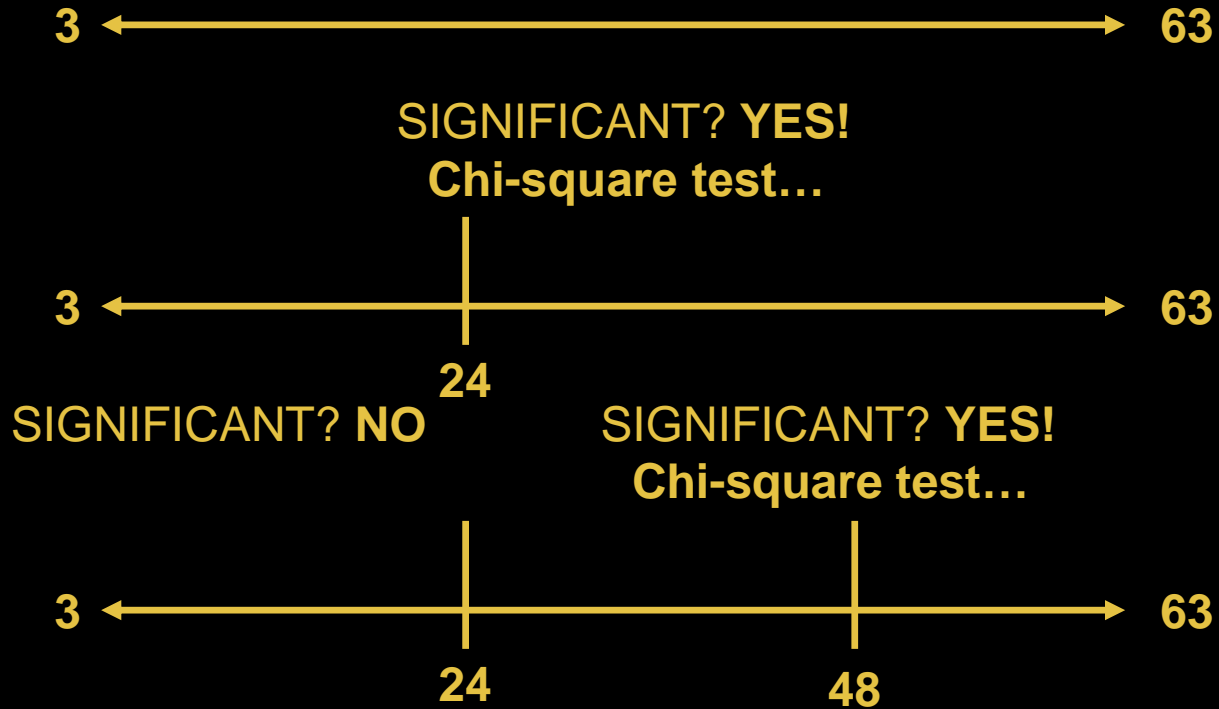 3 63
SIGNIFICANT? YES!
Chi-square test…
3 63
24
SIGNIFICANT? NO SIGNIFICANT? YES!
Chi-square test…
3 63
24 48